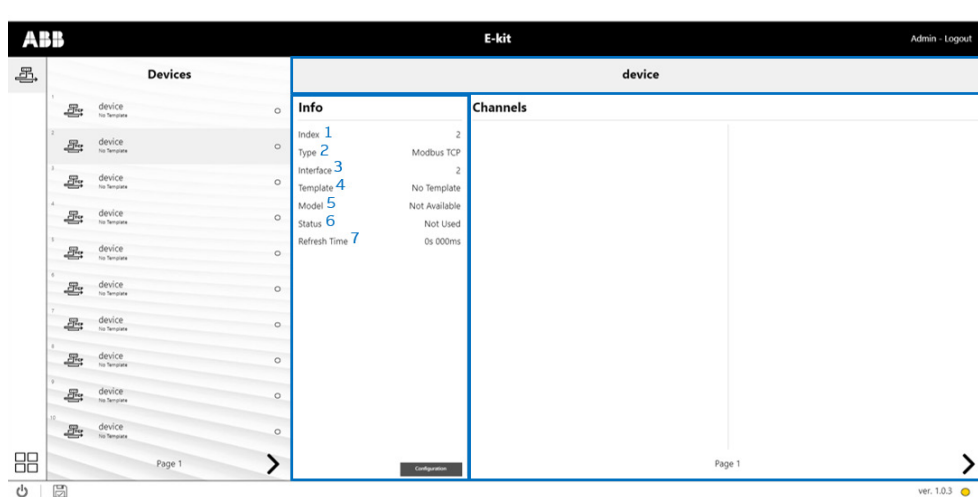 ABB E-kit Admin - Logout
Devices
1
device
No Template
2
device
No Template
3
device
No Template
4
device
No Template
5
device
No Template
6
device
No Template
7
device
No Template
8
device
No Template
9
device
No Template
10
device
No Template
Page 1
device
Info
Index 1 2
Type 2 Modbus TCP
Interface 3 2
Template 4 No Template
Model 5 Not Available
Status 6 Not Used
Refresh Time 7 0s 000ms
Configuration
Channels
Page 1
ver. 1.0.3